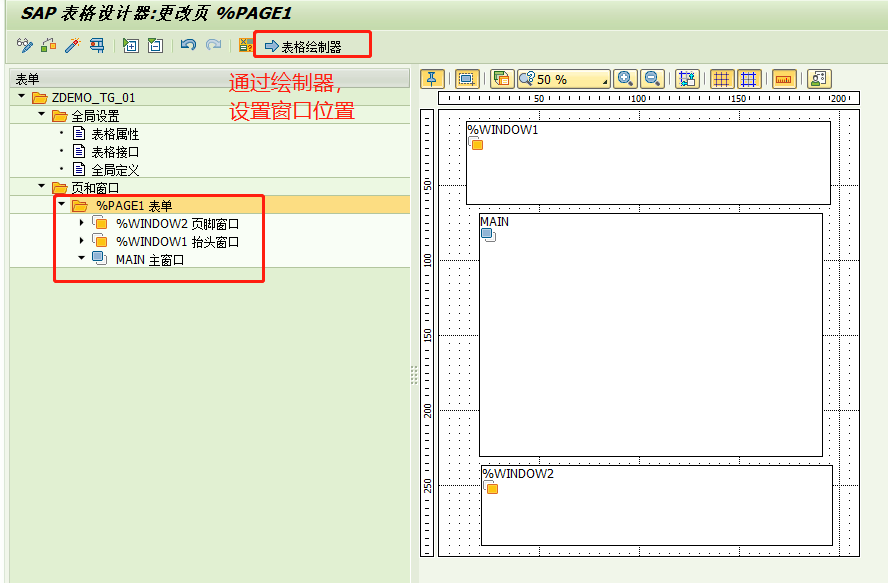 SAP 表格设计器:更改页 %PAGE1
表格绘制器
表单
ZDEMO_TG_01
全局设置
表格属性
表格接口
全局定义
页和窗口
%PAGE1 表单
%WINDOW2 页脚窗口
%WINDOW1 抬头窗口
MAIN 主窗口
通过绘制器，
设置窗口位置
50 %
50 100 150 200
50
100
150
200
250
%WINDOW1
MAIN
%WINDOW2